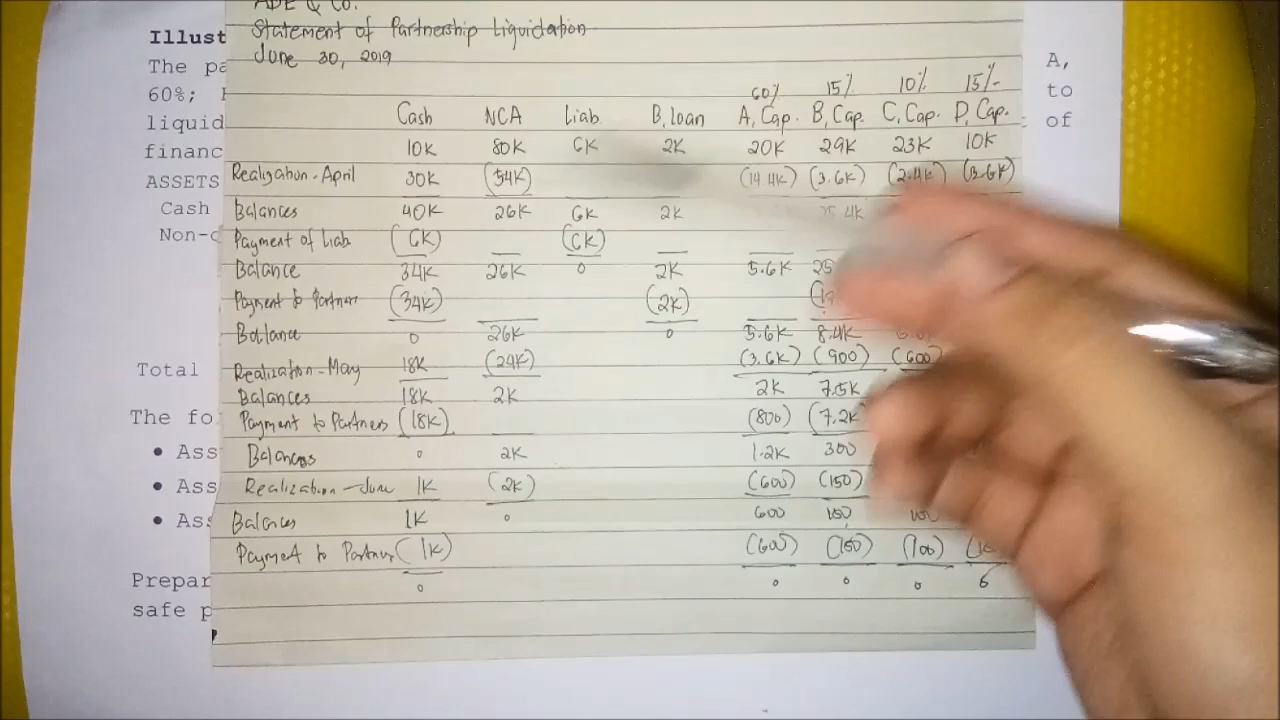 & Co.
Statement of Partnership Liquidation
June 30, 2019
Illust
The pa A,
60%; to
liquid of
financ
ASSETS
Cash
Non-c
Total
The fo
• Ass
• Ass
• Ass
Prepar
safe p
60% 15% 10% 15%
Cash NCA Liab B, loan A, Cap. B, Cap. C, Cap. D, Cap.
10K 80K 6K 2K 20K 29K 23K 10K
Realization - April 30K (54K) (14.4K) (3.6K) (2.4K) (3.6K)
Balances 40K 26K 6K 2K 25.4K
Payment of Liab (6K) (6K)
Balance 34K 26K 0 2K 5.6K 25
Payment to Partners (34K) (2K)
Balance 0 26K 0 5.6K 8.4K
Realization - May 18K (24K) (3.6K) (900) (600)
Balances 18K 2K 2K 7.5K
Payment to Partners (18K) (800) (7.2K
Balances 0 2K 1.2K 300
Realization - June 1K (2K) (600) (150)
Balances 1K 0 600 150 100
Payment to Partner (1K) (600) (150) (100)
0 0 0 0